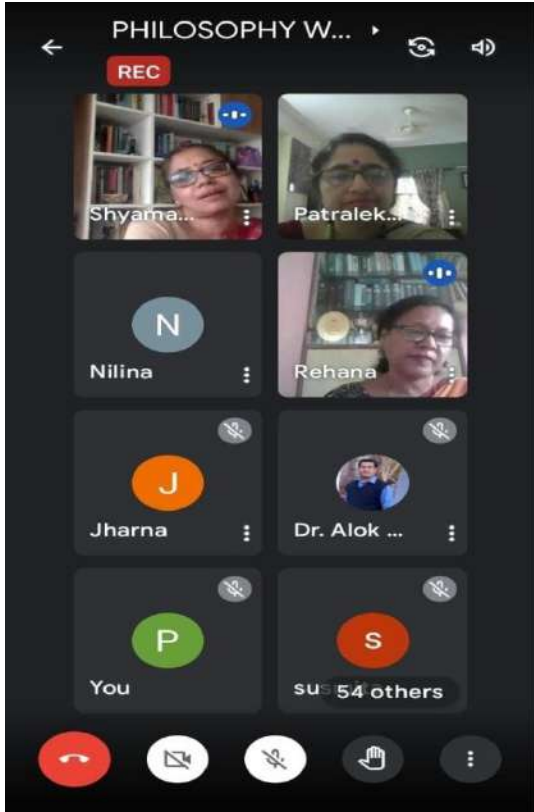 PHILOSOPHY W...
REC
Shyama...
Patralek...
N
Nilina
Rehana
J
Jharna
Dr. Alok ...
P
You
s
54 others